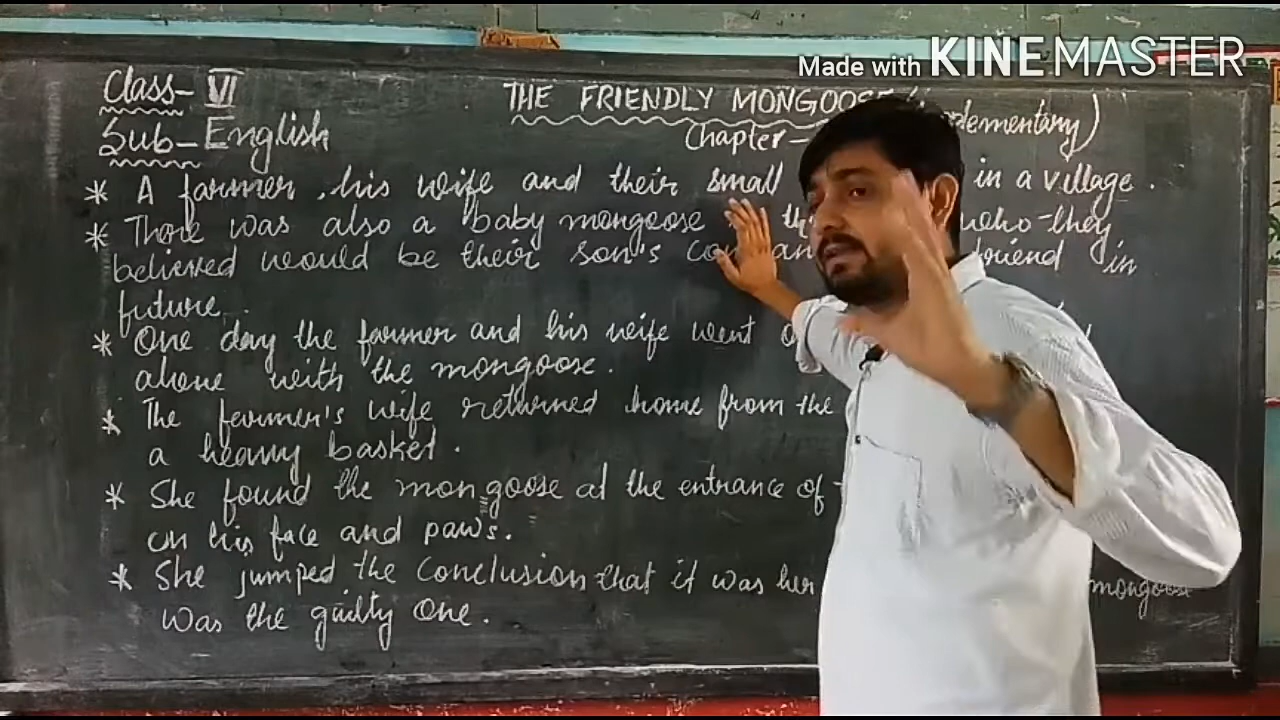 Made with KINEMASTER
Class- VI
THE FRIENDLY MONGOOSE
Sub- English
Chapter-
* A farmer, his wife and their small in a village.
* There was also a baby mongoose who they
believed would be their son's friend in
future.
* One day the farmer and his wife went
alone with the mongoose.
* The farmer's wife returned home from the
a heavy basket.
* She found the mongoose at the entrance of
on his face and paws.
* She jumped the conclusion that it was her mongoose
was the guilty one.